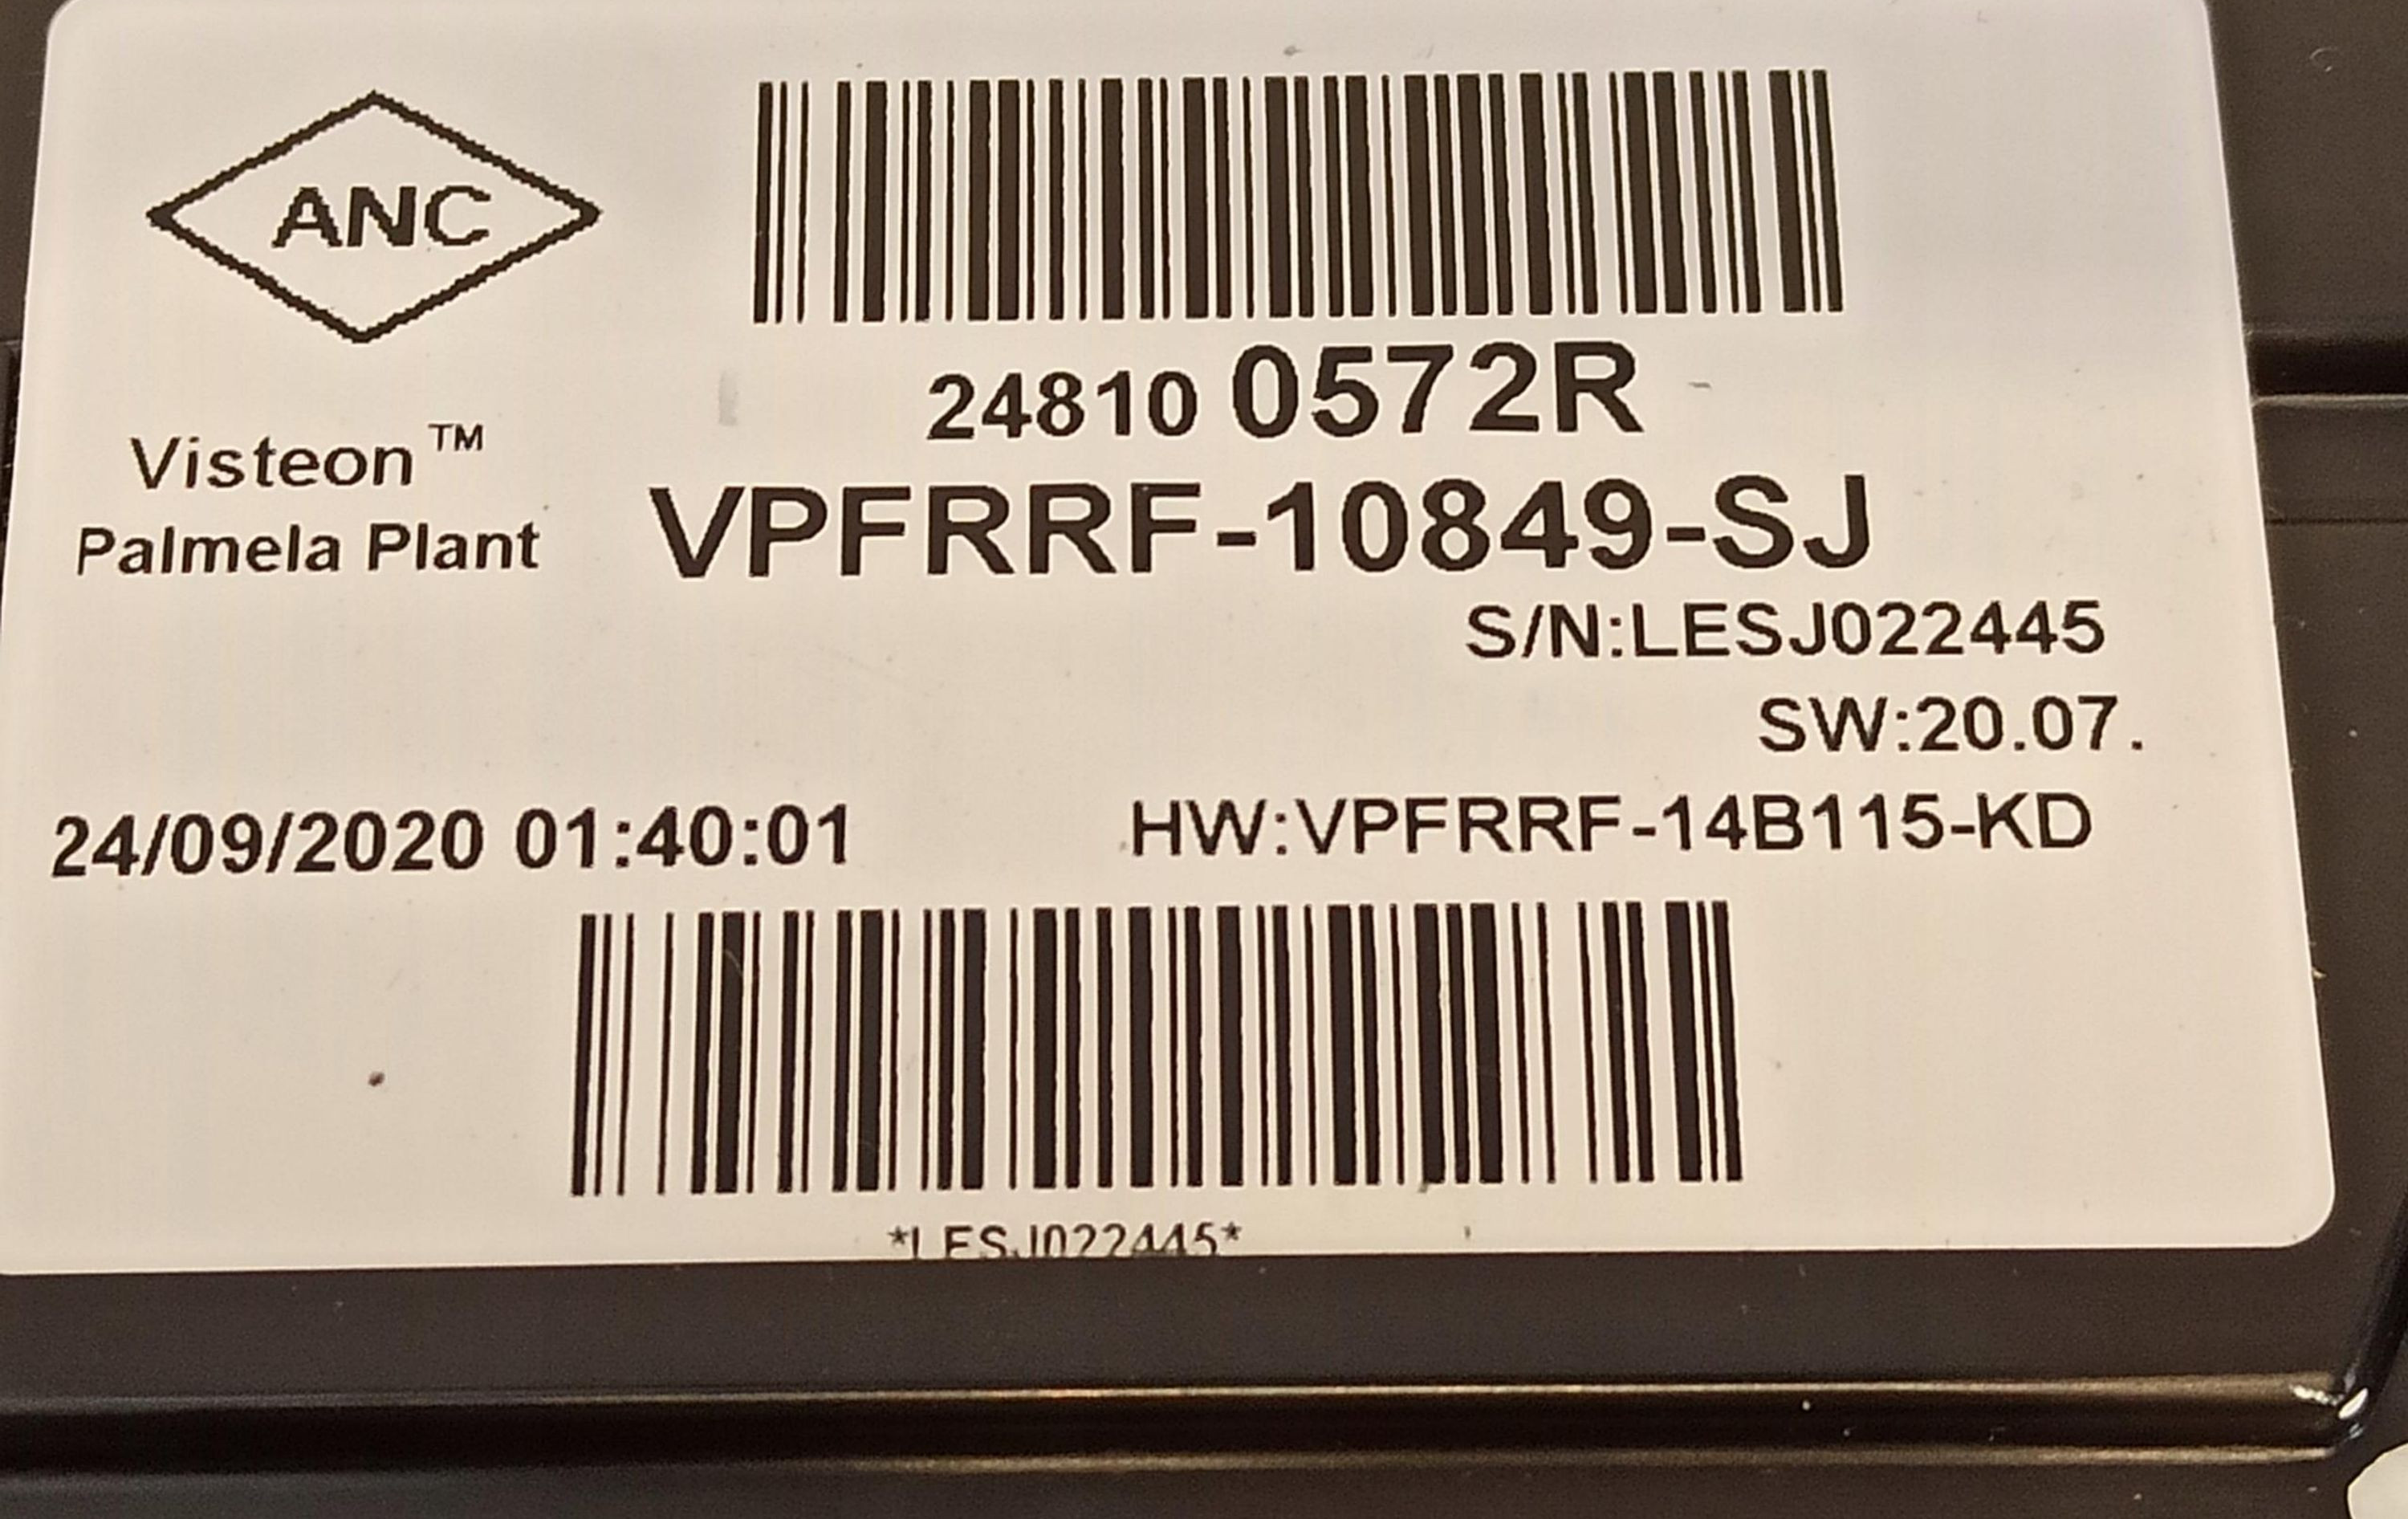 ANC
24810 0572R
Visteon™
Palmela Plant
VPFRRF-10849-SJ
S/N:LESJ022445
SW:20.07.
24/09/2020 01:40:01
HW:VPFRRF-14B115-KD
*LESJ022445*